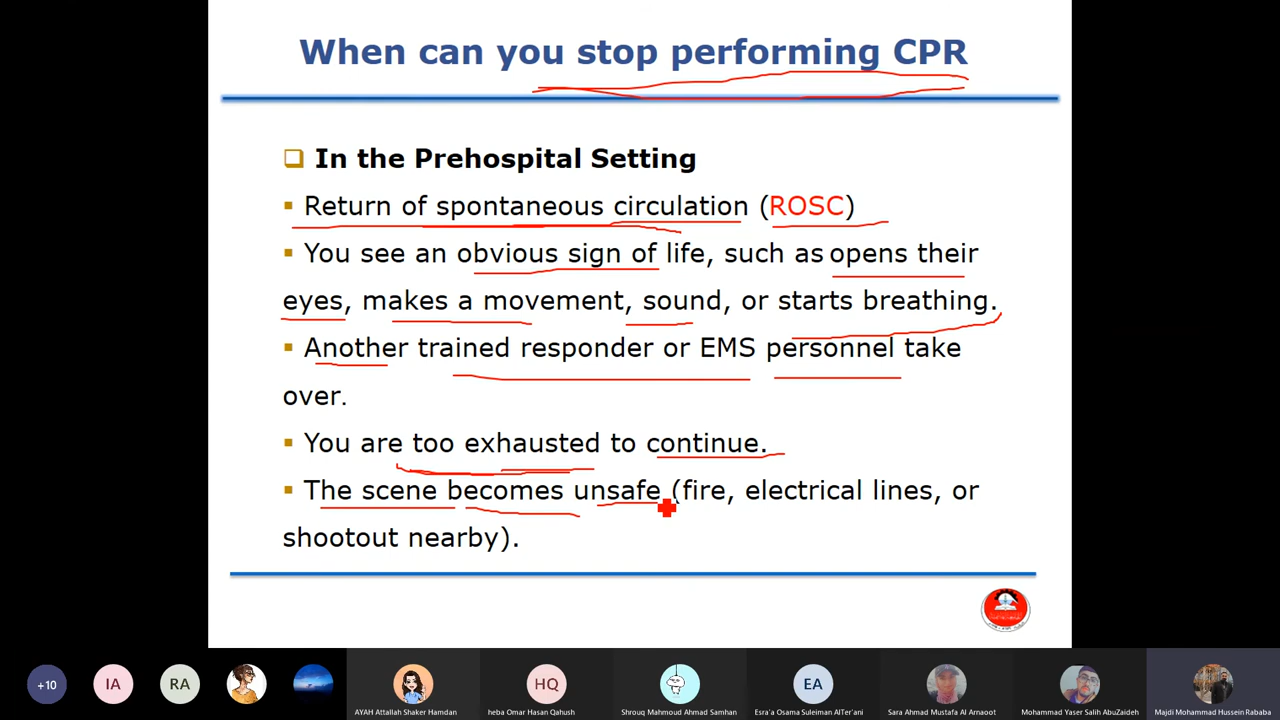 When can you stop performing CPR
In the Prehospital Setting
Return of spontaneous circulation (ROSC)
You see an obvious sign of life, such as opens their
eyes, makes a movement, sound, or starts breathing.
Another trained responder or EMS personnel take
over.
You are too exhausted to continue.
The scene becomes unsafe (fire, electrical lines, or
shootout nearby).
+10
IA
RA
HQ
EA
AYAH Attallah Shaker Hamdan
heba Omar Hasan Qahush
Shroug Mahmoud Ahmad Samhan
Esra'a Osama Suleiman AlTer'ani
Sara Ahmad Mustafa Al Arnaoot
Mohammad Yaser Salih AbuZaideh
Majdi Mohammad Hussein Rababa